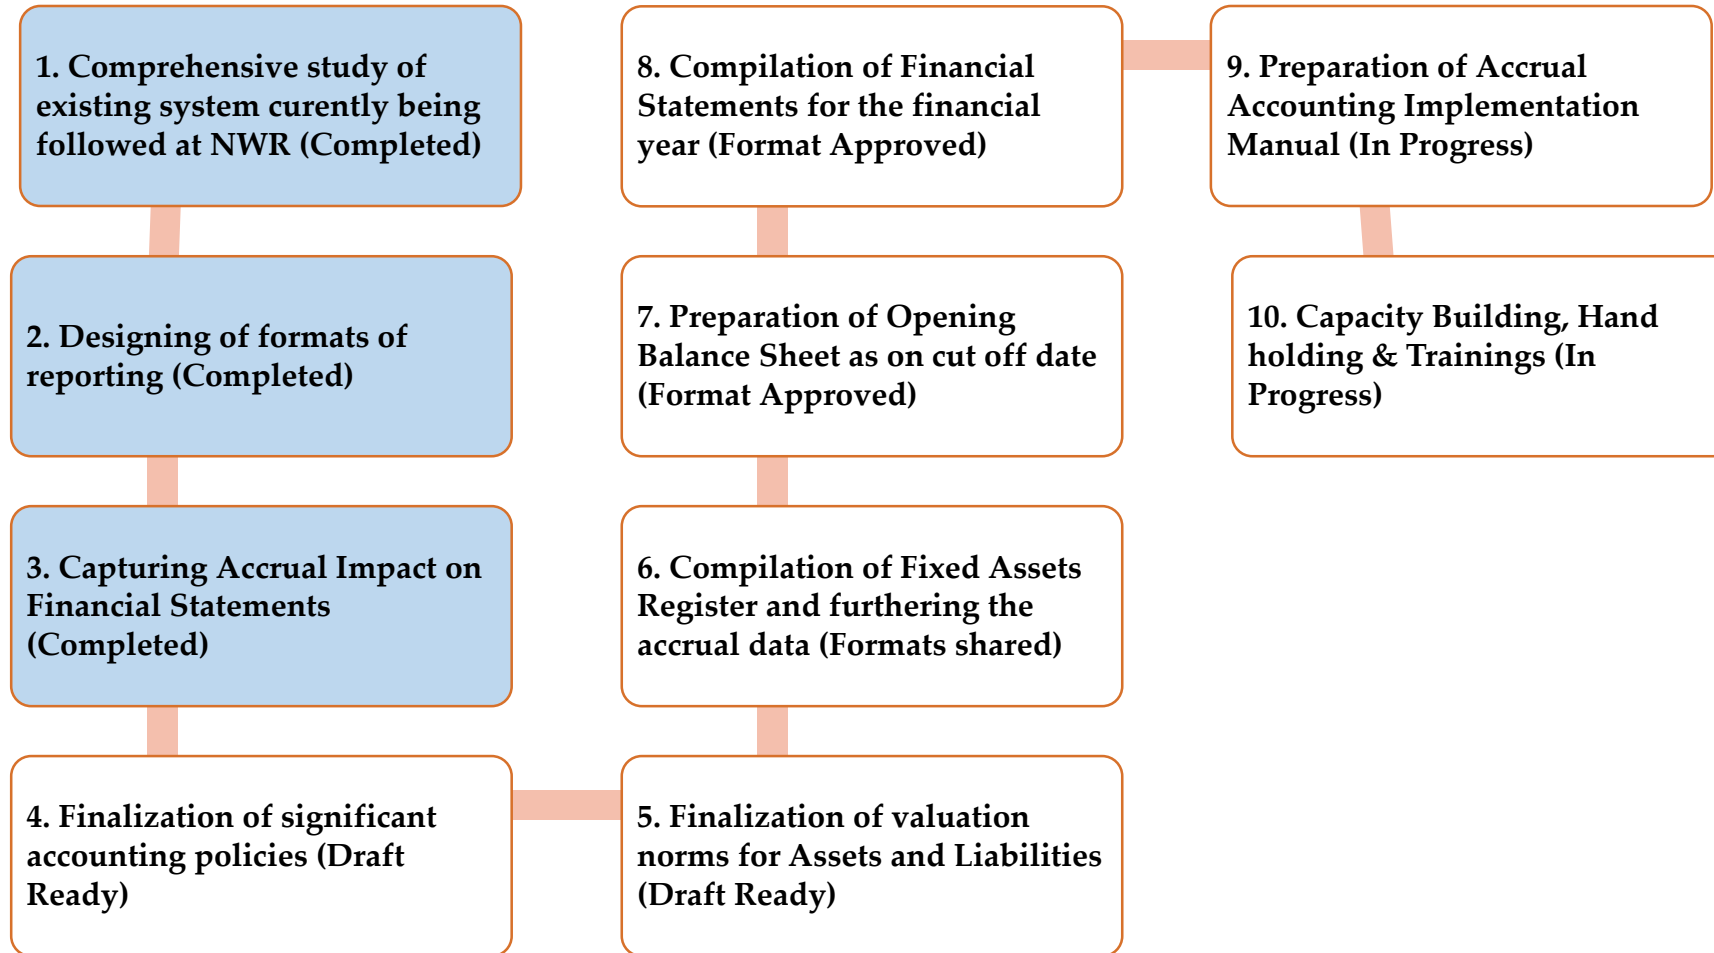 1. Comprehensive study of
existing system curently being
followed at NWR (Completed)
2. Designing of formats of
reporting (Completed)
3. Capturing Accrual Impact on
Financial Statements
(Completed)
4. Finalization of significant
accounting policies (Draft
Ready)
5. Finalization of valuation
norms for Assets and Liabilities
(Draft Ready)
6. Compilation of Fixed Assets
Register and furthering the
accrual data (Formats shared)
7. Preparation of Opening
Balance Sheet as on cut off date
(Format Approved)
8. Compilation of Financial
Statements for the financial
year (Format Approved)
9. Preparation of Accrual
Accounting Implementation
Manual (In Progress)
10. Capacity Building, Hand
holding & Trainings (In
Progress)